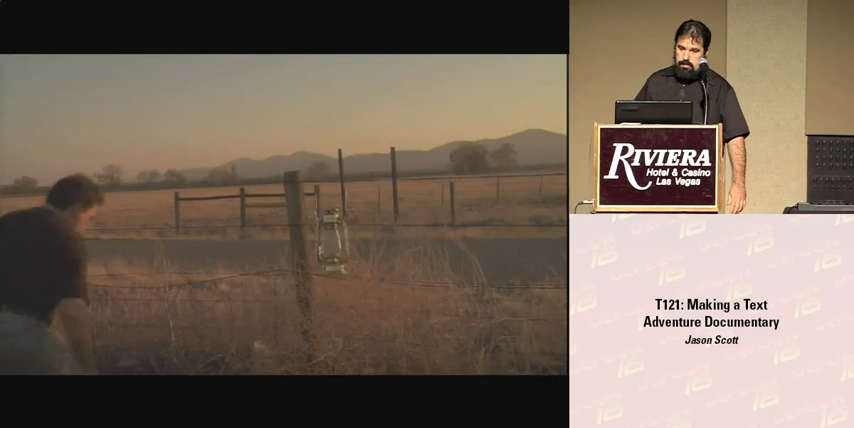 RIVIERA
Hotel & Casino
Las Vegas
T121: Making a Text
Adventure Documentary
Jason Scott